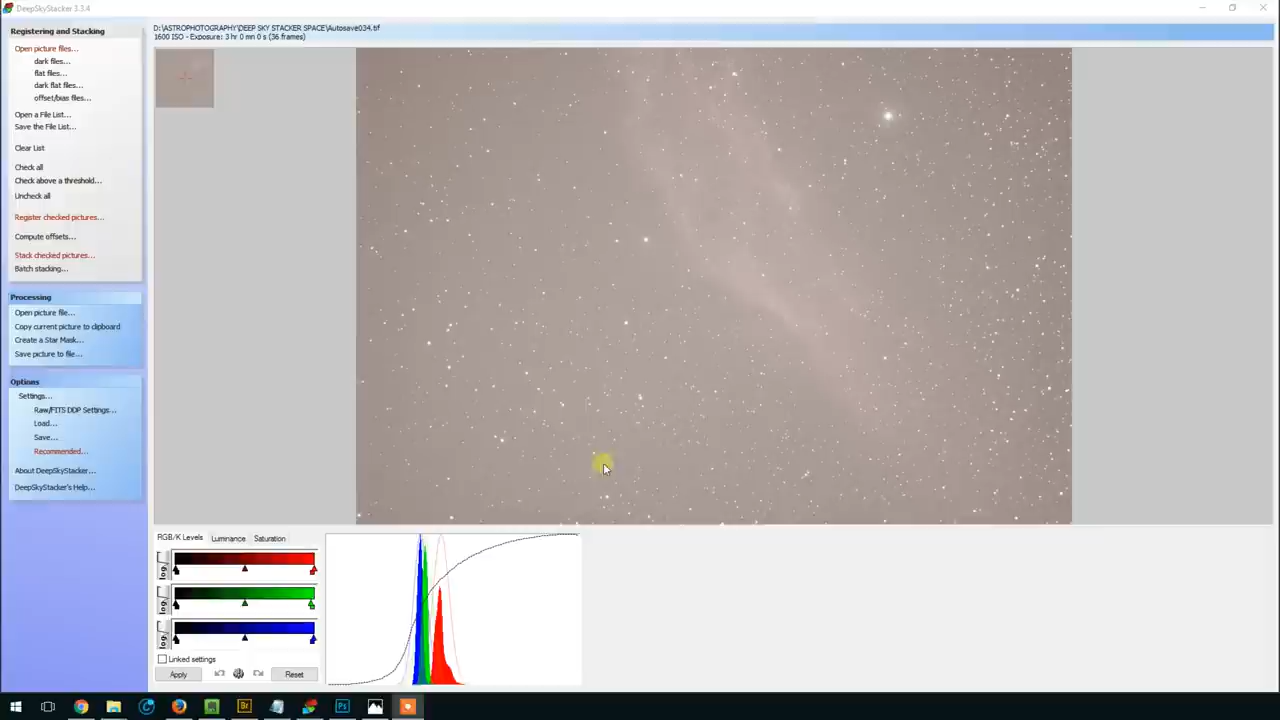 DeepSkyStacker 3.3.4
Registering and Stacking
Open picture files...
dark files...
flat files...
dark flat files...
offset/bias files...
Open a File List...
Save the File List...
Clear List
Check all
Check above a threshold...
Uncheck all
Register checked pictures...
Compute offsets...
Stack checked pictures...
Batch stacking...
Processing
Open picture file...
Copy current picture to clipboard
Create a Star Mask...
Save picture to file...
Options
Settings...
Raw/FITS DDP Settings...
Load...
Save...
Recommended...
About DeepSkyStacker...
DeepSkyStacker's Help...
D:\ASTROPHOTOGRAPHY\DEEP SKY STACKER SPACE\Autosave034.tif
1600 ISO - Exposure: 3 hr 0 mn 0 s (36 frames)
RGB/K Levels Luminance Saturation
log
log
log
Linked settings
Apply Reset
Br Ps